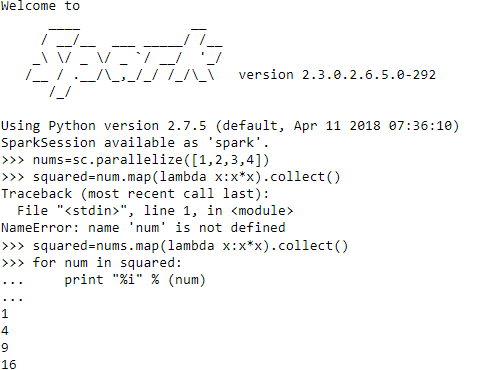 Welcome to
      ____              __
     / __/__  ___ _____/ /__
    _\ \/ _ \/ _ `/ __/  '_/
   /__ / .__/\_,_/_/ /_/\_\   version 2.3.0.2.6.5.0-292
      /_/
Using Python version 2.7.5 (default, Apr 11 2018 07:36:10)
SparkSession available as 'spark'.
>>> nums=sc.parallelize([1,2,3,4])
>>> squared=num.map(lambda x:x*x).collect()
Traceback (most recent call last):
  File "<stdin>", line 1, in <module>
NameError: name 'num' is not defined
>>> squared=nums.map(lambda x:x*x).collect()
>>> for num in squared:
...     print "%i" % (num)
...
1
4
9
16